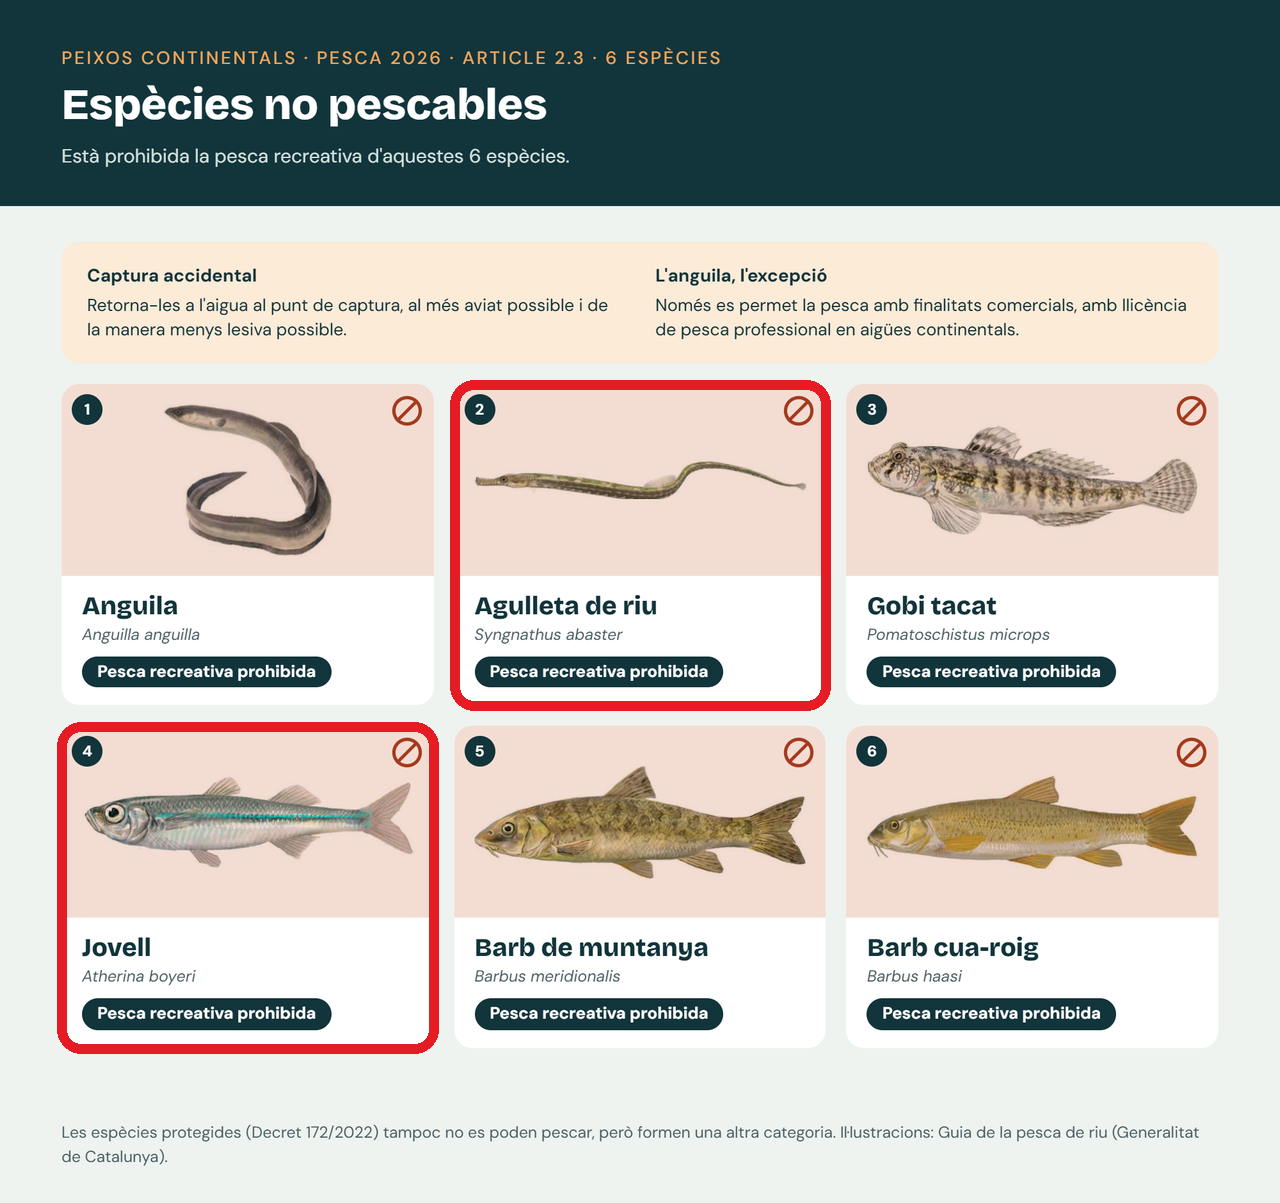 PEIXOS CONTINENTALS · PESCA 2026 · ARTICLE 2.3 · 6 ESPÈCIES
Espècies no pescables
Està prohibida la pesca recreativa d'aquestes 6 espècies.
Captura accidental
Retorna-les a l'aigua al punt de captura, al més aviat possible i de
la manera menys lesiva possible.
L'anguila, l'excepció
Només es permet la pesca amb finalitats comercials, amb llicència
de pesca professional en aigües continentals.
1
Anguila
Anguilla anguilla
Pesca recreativa prohibida
2
Agulleta de riu
Syngnathus abaster
Pesca recreativa prohibida
3
Gobi tacat
Pomatoschistus microps
Pesca recreativa prohibida
4
Jovell
Atherina boyeri
Pesca recreativa prohibida
5
Barb de muntanya
Barbus meridionalis
Pesca recreativa prohibida
6
Barb cua-roig
Barbus haasi
Pesca recreativa prohibida
Les espècies protegides (Decret 172/2022) tampoc no es poden pescar, però formen una altra categoria. Il·lustracions: Guia de la pesca de riu (Generalitat
de Catalunya).